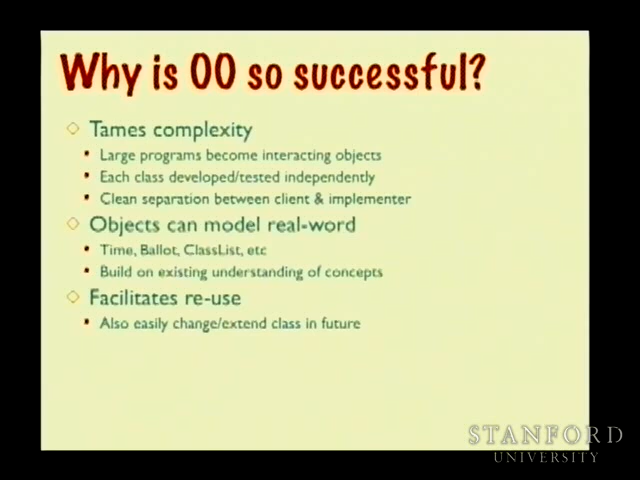 Why is OO so successful?
Tames complexity
Large programs become interacting objects
Each class developed/tested independently
Clean separation between client & implementer
Objects can model real-word
Time, Ballot, ClassList, etc
Build on existing understanding of concepts
Facilitates re-use
Also easily change/extend class in future
STANFORD
UNIVERSITY